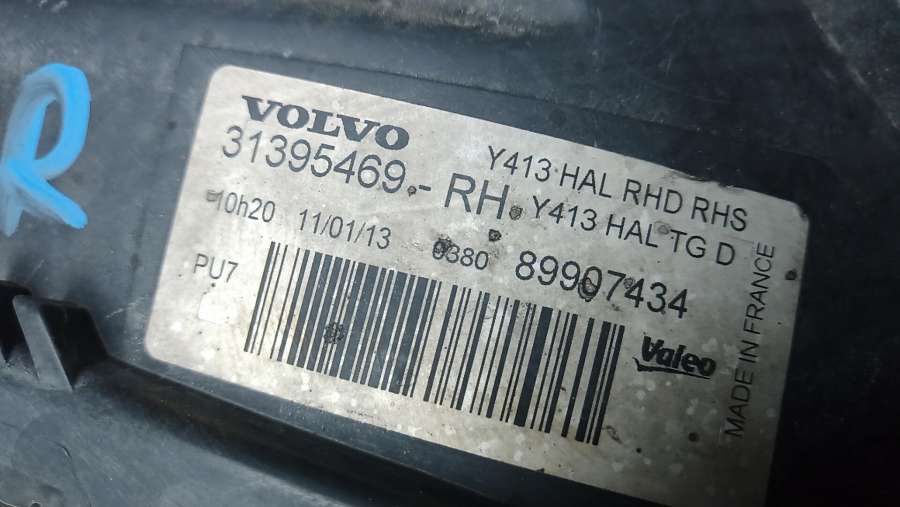 R
VOLVO
31395469.- RH
Y413 HAL RHD RHS
Y413 HAL TG D
10h20 11/01/13 0380 89907434
PU7
Valeo
MADE IN FRANCE